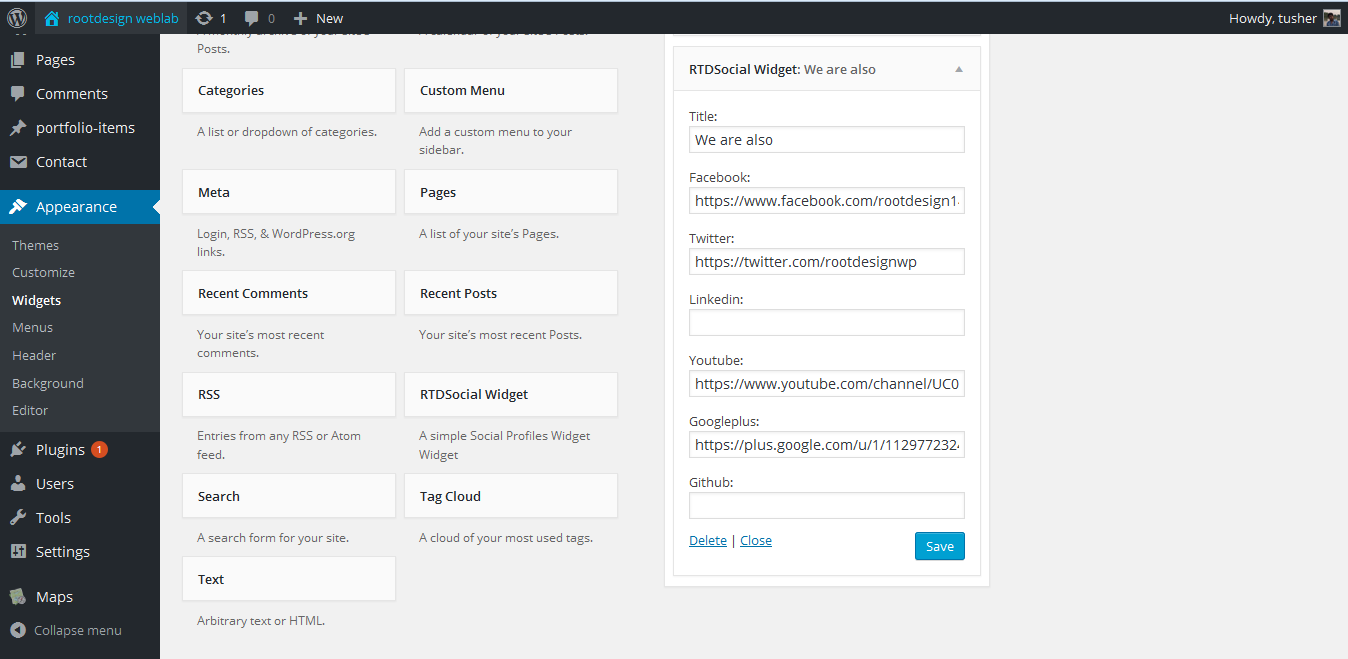 rootdesign weblab 1 0 New Howdy, tusher
Pages
Comments
portfolio-items
Contact
Appearance
Themes
Customize
Widgets
Menus
Header
Background
Editor
Plugins 1
Users
Tools
Settings
Maps
Collapse menu
Posts.
Categories
A list or dropdown of categories.
Custom Menu
Add a custom menu to your
sidebar.
Meta
Login, RSS, & WordPress.org
links.
Pages
A list of your site’s Pages.
Recent Comments
Your site’s most recent
comments.
Recent Posts
Your site’s most recent Posts.
RSS
Entries from any RSS or Atom
feed.
RTDSocial Widget
A simple Social Profiles Widget
Widget
Search
A search form for your site.
Tag Cloud
A cloud of your most used tags.
Text
Arbitrary text or HTML.
RTDSocial Widget: We are also
Title:
We are also
Facebook:
https://www.facebook.com/rootdesign1
Twitter:
https://twitter.com/rootdesignwp
Linkedin:
Youtube:
https://www.youtube.com/channel/UC0
Googleplus:
https://plus.google.com/u/1/112977232
Github:
Delete | Close
Save